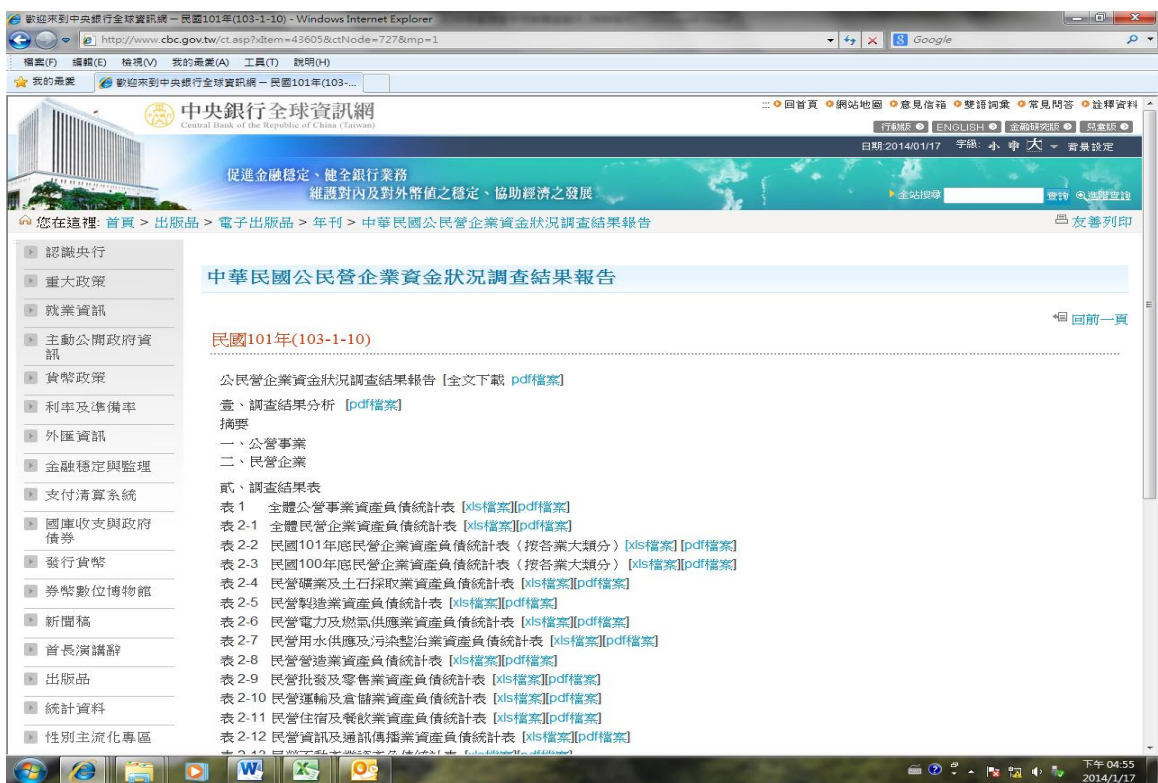 歡迎來到中央銀行全球資訊網 – 民國101年(103-1-10) - Windows Internet Explorer
http://www.cbc.gov.tw/ct.asp?xItem=43605&ctNode=727&mp=1
Google
檔案(F) 編輯(E) 檢視(V) 我的最愛(A) 工具(T) 說明(H)
我的最愛 歡迎來到中央銀行全球資訊網 – 民國101年(103-...
中央銀行全球資訊網
Central Bank of the Republic of China (Taiwan)
::: 回首頁 網站地圖 意見信箱 雙語詞彙 常見問答 詮釋資料
行動版 ENGLISH 金融研究版 兒童版
日期:2014/01/17 字級: 小 中 大 背景設定
促進金融穩定、健全銀行業務
維護對內及對外幣值之穩定、協助經濟之發展
全站搜尋 查詢 進階查詢
您在這裡: 首頁 > 出版品 > 電子出版品 > 年刊 > 中華民國公民營企業資金狀況調查結果報告
友善列印
認識央行
重大政策
就業資訊
主動公開政府資訊
貨幣政策
利率及準備率
外匯資訊
金融穩定與監理
支付清算系統
國庫收支與政府債券
發行貨幣
券幣數位博物館
新聞稿
首長演講辭
出版品
統計資料
性別主流化專區
中華民國公民營企業資金狀況調查結果報告
回前一頁
民國101年(103-1-10)
公民營企業資金狀況調查結果報告 [全文下載 pdf檔案]
壹、調查結果分析 [pdf檔案]
摘要
一、公營事業
二、民營企業
貳、調查結果表
表 1 全體公營事業資產負債統計表 [xls檔案][pdf檔案]
表 2-1 全體民營企業資產負債統計表 [xls檔案][pdf檔案]
表 2-2 民國101年底民營企業資產負債統計表（按各業大類分）[xls檔案] [pdf檔案]
表 2-3 民國100年底民營企業資產負債統計表（按各業大類分） [xls檔案][pdf檔案]
表 2-4 民營礦業及土石採取業資產負債統計表 [xls檔案][pdf檔案]
表 2-5 民營製造業資產負債統計表 [xls檔案][pdf檔案]
表 2-6 民營電力及燃氣供應業資產負債統計表 [xls檔案][pdf檔案]
表 2-7 民營用水供應及污染整治業資產負債統計表 [xls檔案][pdf檔案]
表 2-8 民營營造業資產負債統計表 [xls檔案][pdf檔案]
表 2-9 民營批發及零售業資產負債統計表 [xls檔案][pdf檔案]
表 2-10 民營運輸及倉儲業資產負債統計表 [xls檔案][pdf檔案]
表 2-11 民營住宿及餐飲業資產負債統計表 [xls檔案][pdf檔案]
表 2-12 民營資訊及通訊傳播業資產負債統計表 [xls檔案][pdf檔案]
下午 04:55
2014/1/17